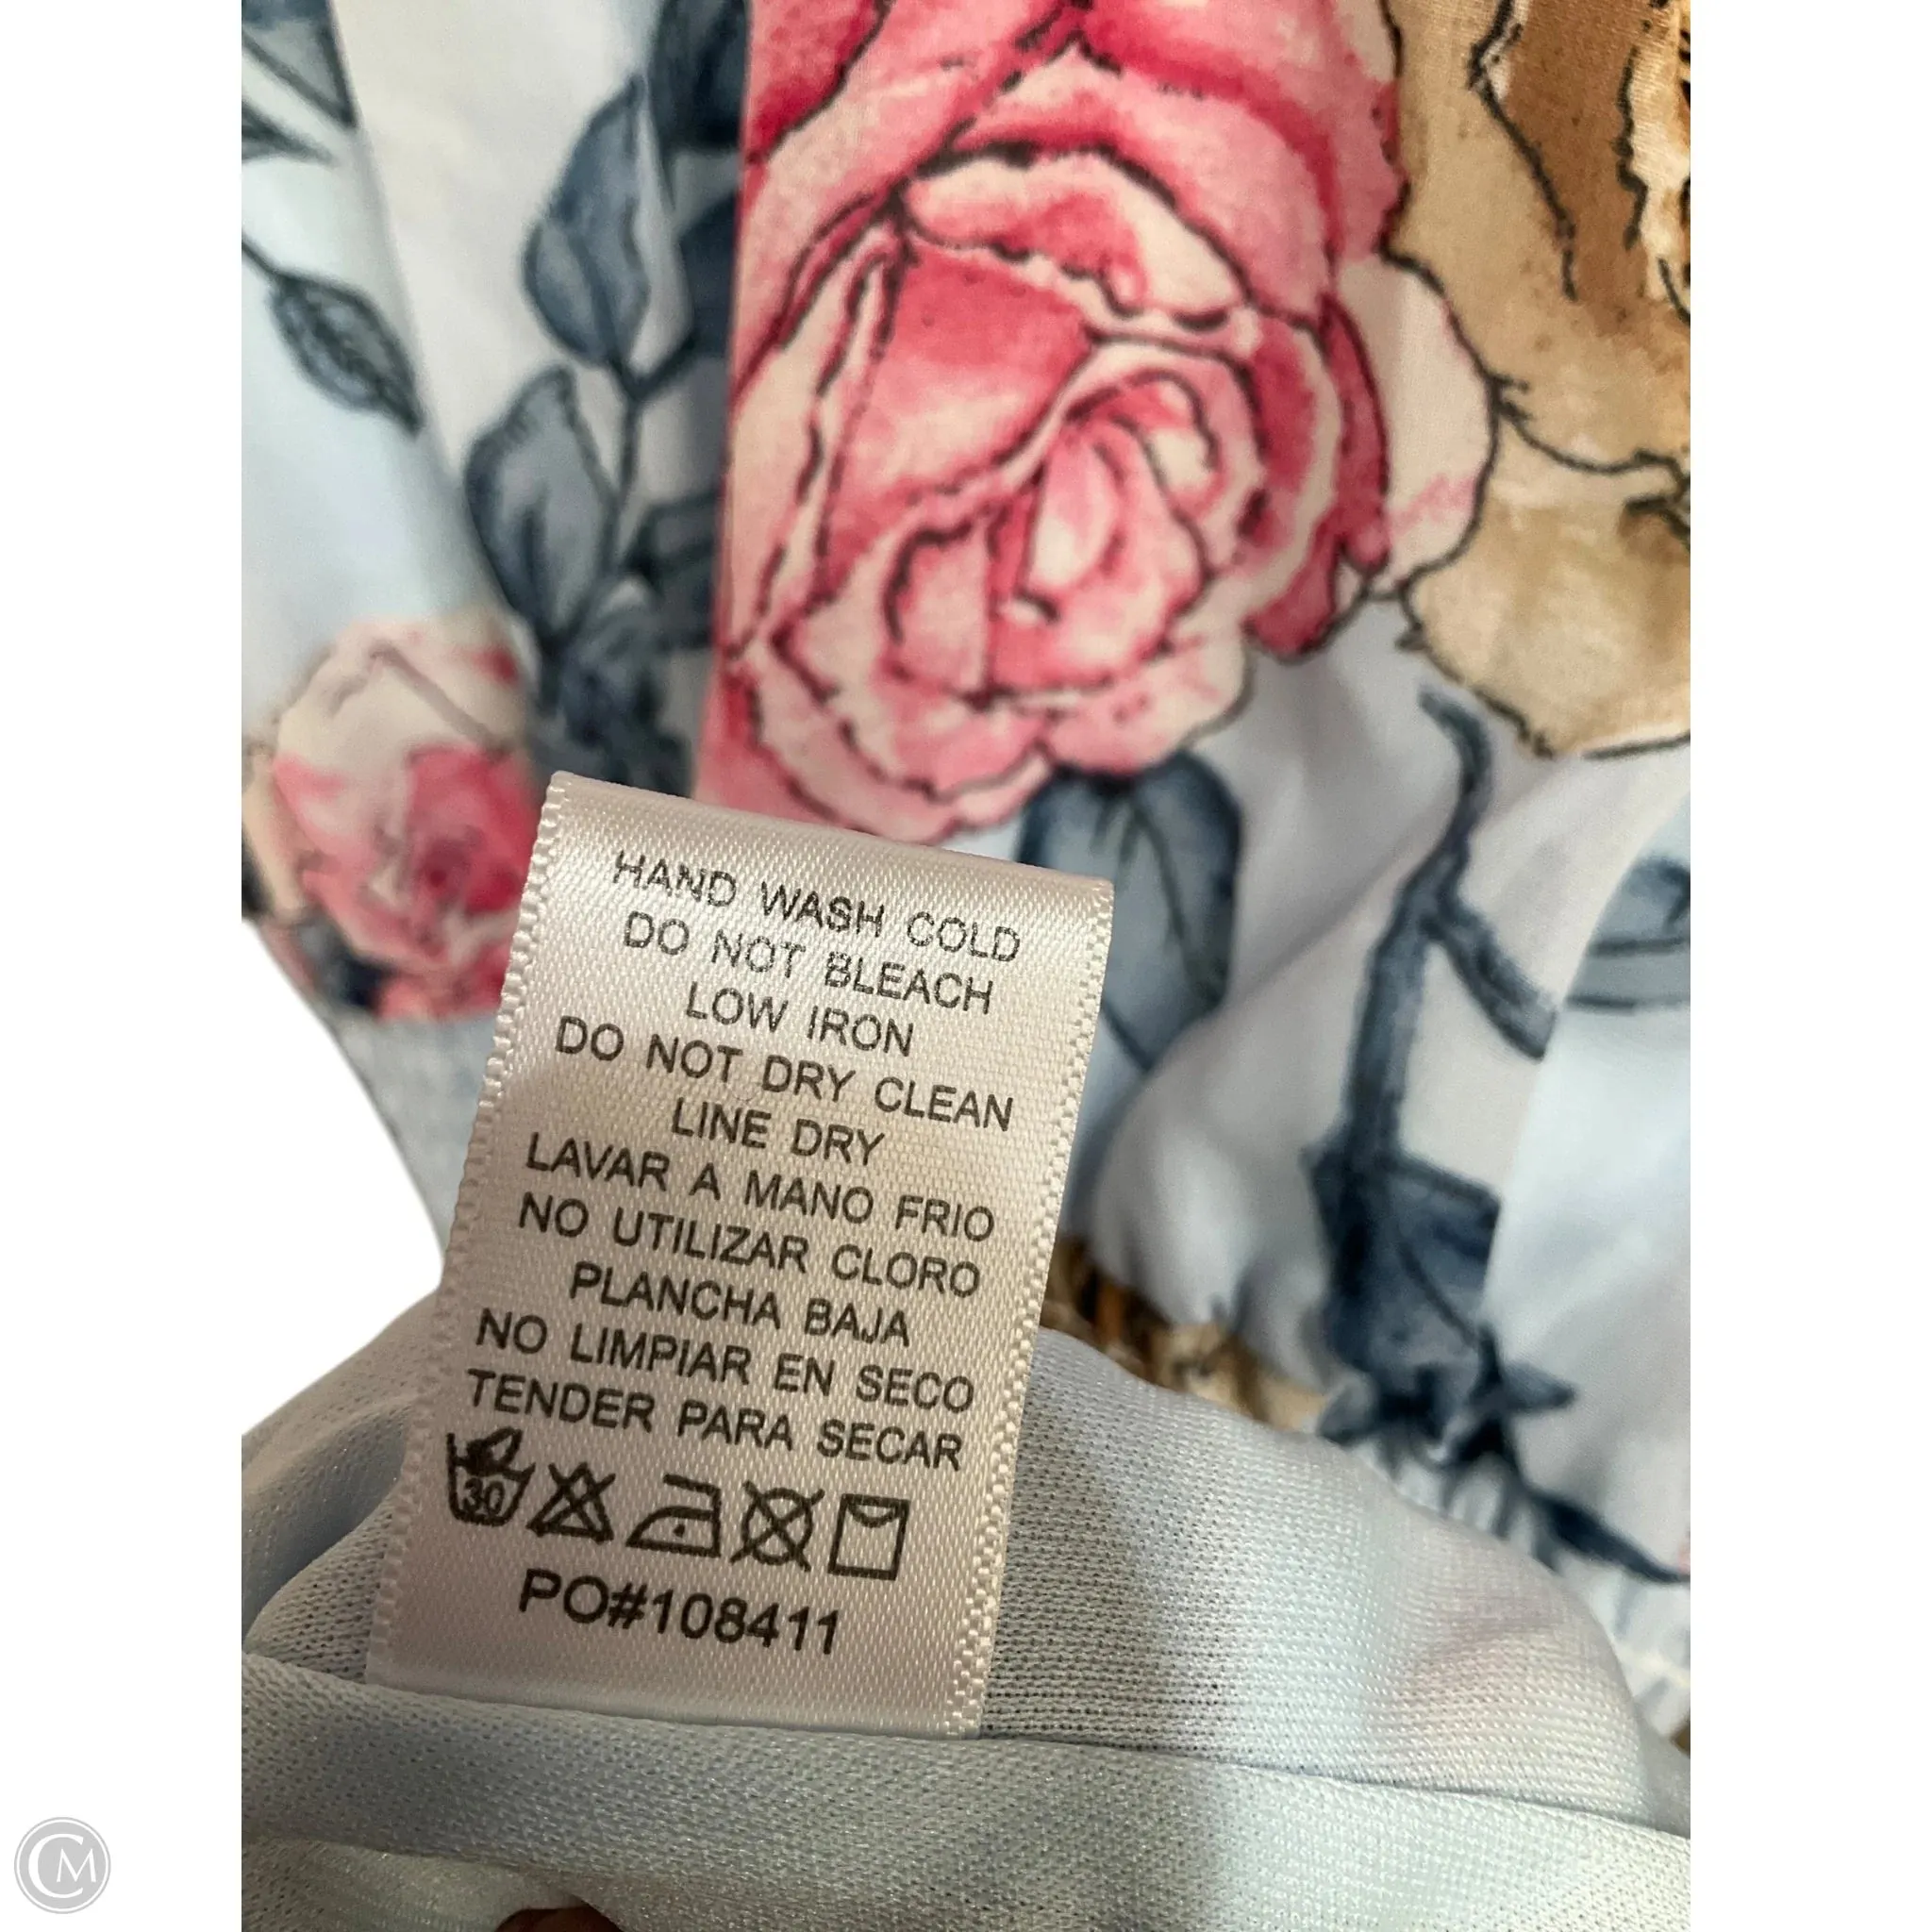 HAND WASH COLD
DO NOT BLEACH
LOW IRON
DO NOT DRY CLEAN
LINE DRY
LAVAR A MANO FRIO
NO UTILIZAR CLORO
PLANCHA BAJA
NO LIMPIAR EN SECO
TENDER PARA SECAR
30
PO#108411
CM